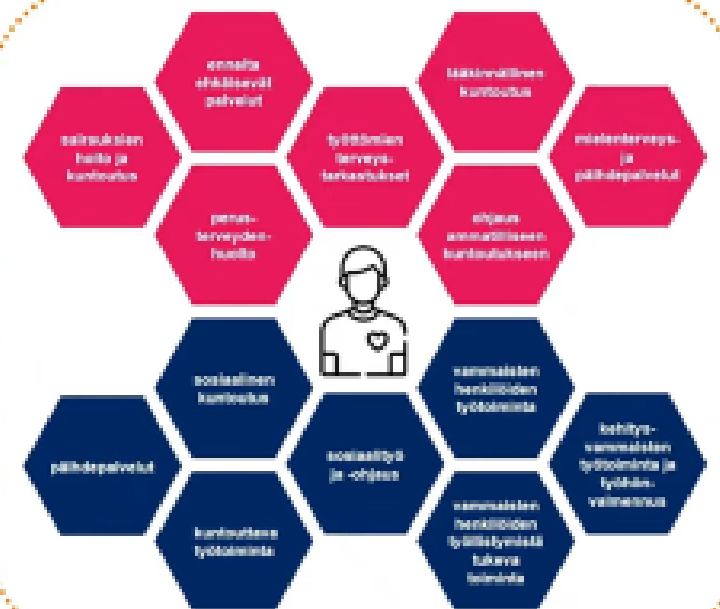 ennalta
ehkäisevät
palvelut
lääkinnällinen
kuntoutus
sairauksien
hoito ja
kuntoutus
työttömien
terveys-
tarkastukset
mielenterveys-
ja
päihdepalvelut
perus-
terveyden-
huolto
ohjaus
ammatilliseen
kuntoutukseen
sosiaalinen
kuntoutus
vammaisten
henkilöiden
työtoiminta
päihdepalvelut
sosiaalityö
ja -ohjaus
kehitys-
vammaisten
työtoiminta ja
työhön-
valmennus
kuntouttava
työtoiminta
vammaisten
henkilöiden
työllistymistä
tukeva
toiminta